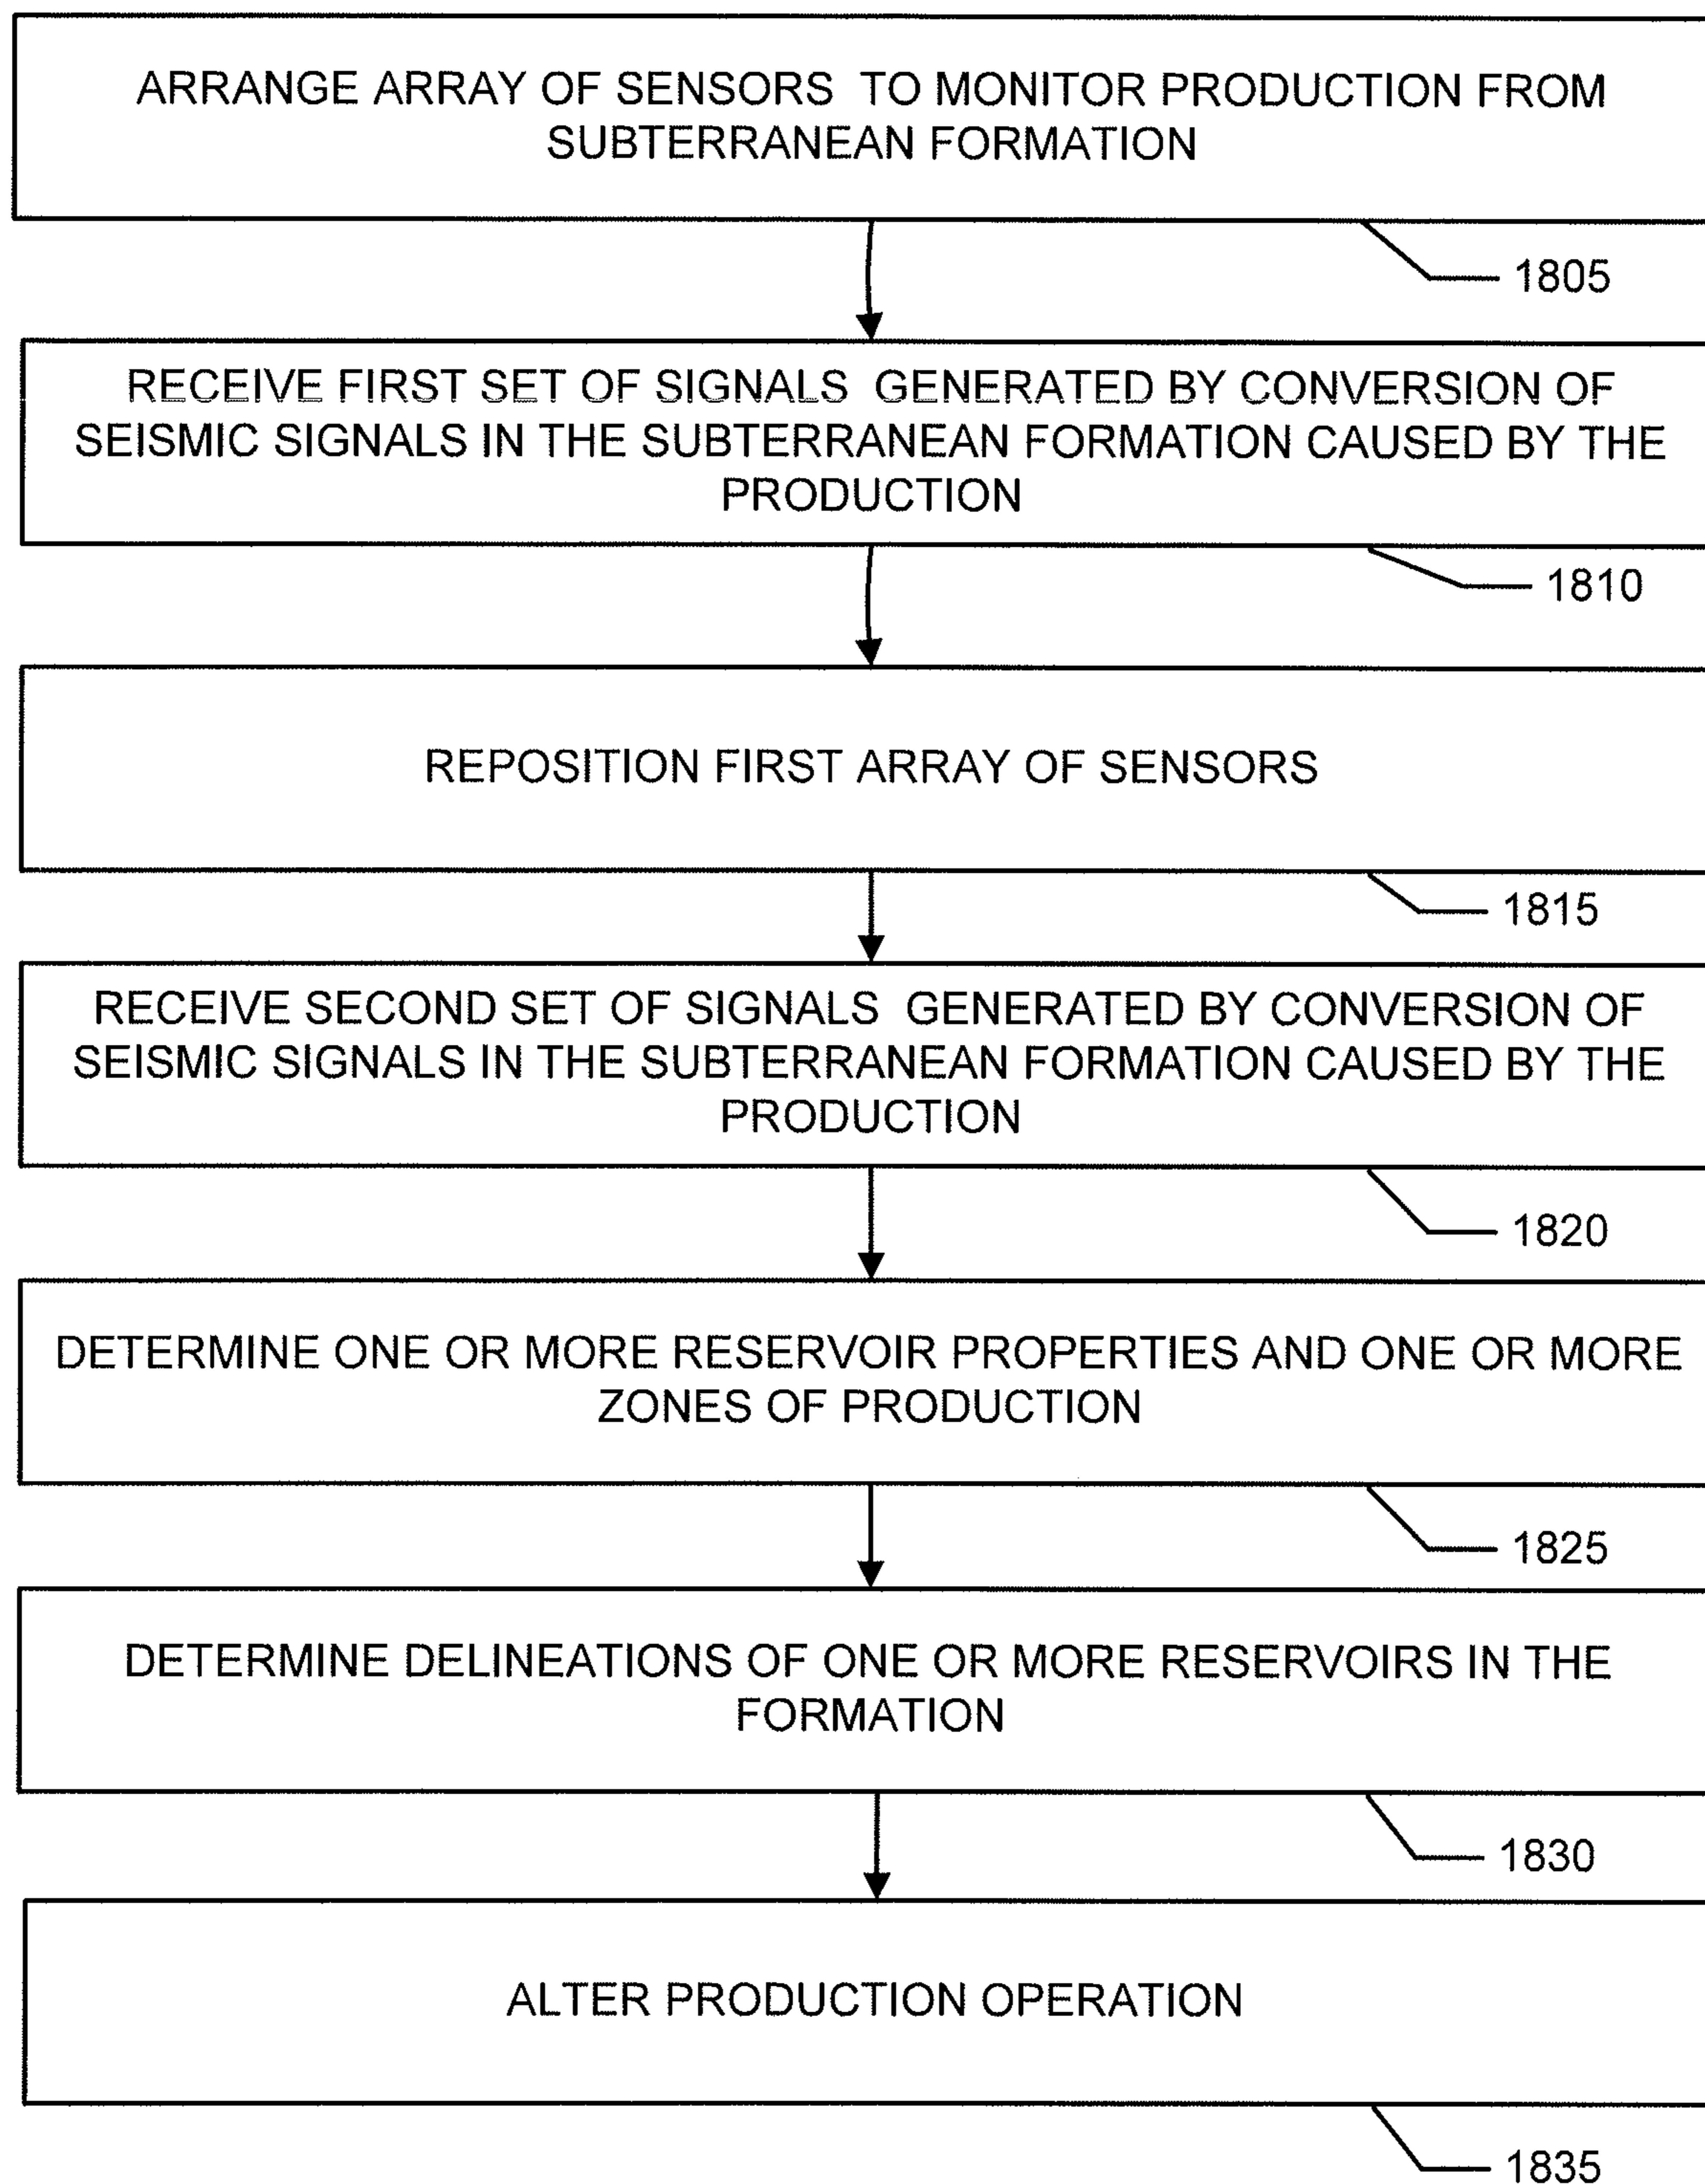 ARRANGE ARRAY OF SENSORS TO MONITOR PRODUCTION FROM
SUBTERRANEAN FORMATION
1805
RECEIVE FIRST SET OF SIGNALS GENERATED BY CONVERSION OF
SEISMIC SIGNALS IN THE SUBTERRANEAN FORMATION CAUSED BY THE
PRODUCTION
1810
REPOSITION FIRST ARRAY OF SENSORS
1815
RECEIVE SECOND SET OF SIGNALS GENERATED BY CONVERSION OF
SEISMIC SIGNALS IN THE SUBTERRANEAN FORMATION CAUSED BY THE
PRODUCTION
1820
DETERMINE ONE OR MORE RESERVOIR PROPERTIES AND ONE OR MORE
ZONES OF PRODUCTION
1825
DETERMINE DELINEATIONS OF ONE OR MORE RESERVOIRS IN THE
FORMATION
1830
ALTER PRODUCTION OPERATION
1835